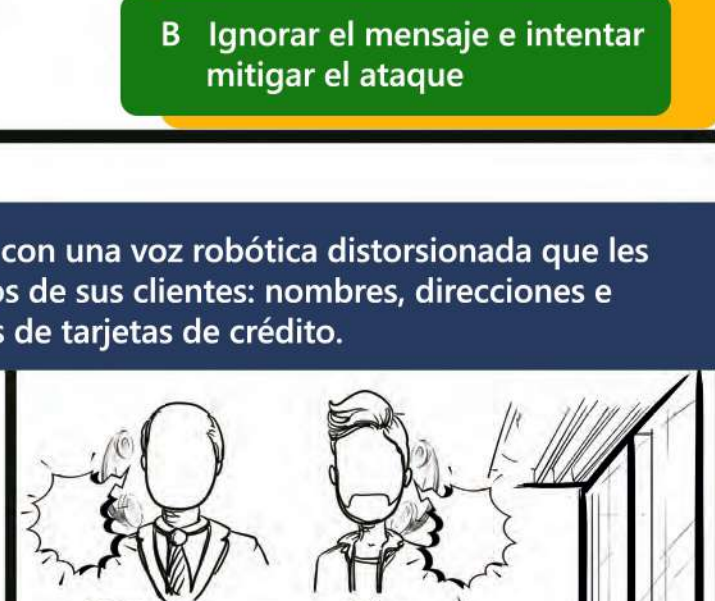 B Ignorar el mensaje e intentar
mitigar el ataque
con una voz robótica distorsionada que les
de sus clientes: nombres, direcciones e
de tarjetas de crédito.